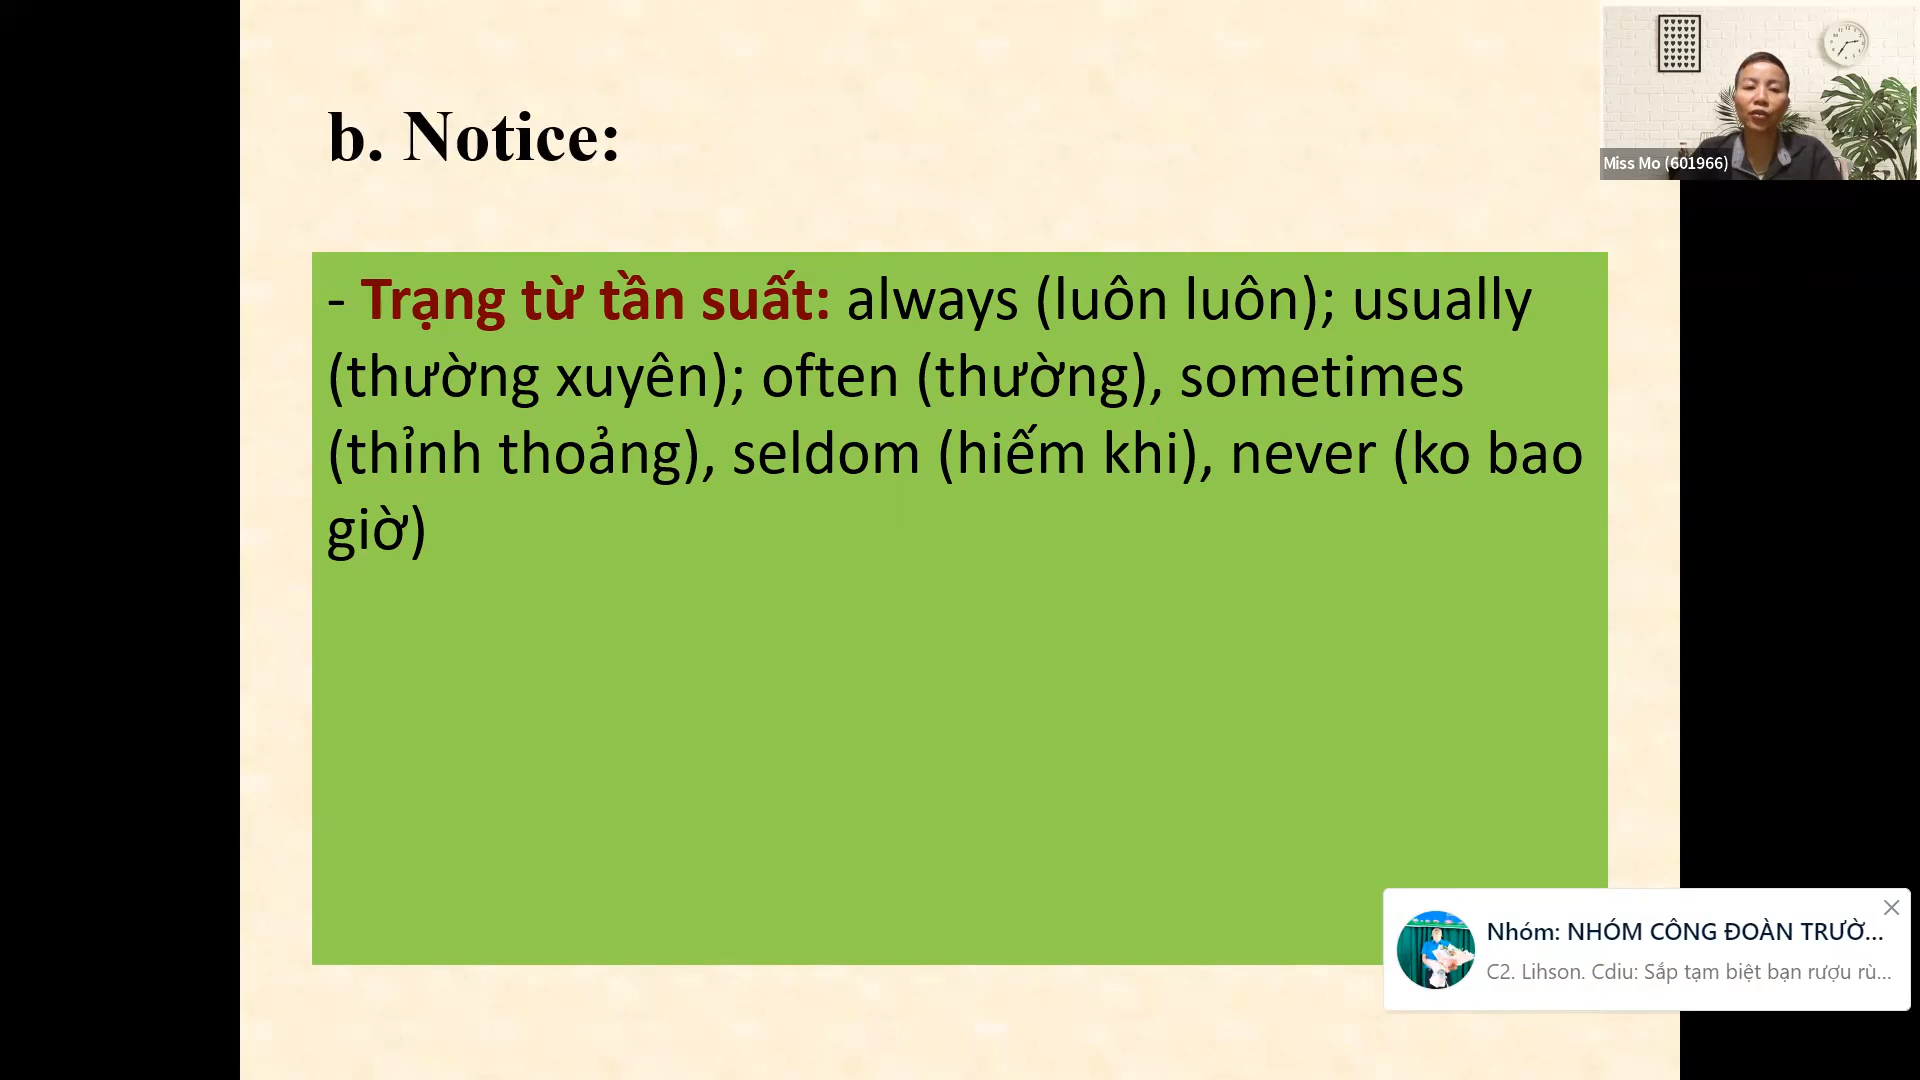 b. Notice:
Miss Mo (601966)
- Trạng từ tần suất: always (luôn luôn); usually
(thường xuyên); often (thường), sometimes
(thỉnh thoảng), seldom (hiếm khi), never (ko bao
giờ)
Nhóm: NHÓM CÔNG ĐOÀN TRƯỜ...
C2. Lihson. Cdiu: Sắp tạm biệt bạn rượu rù...